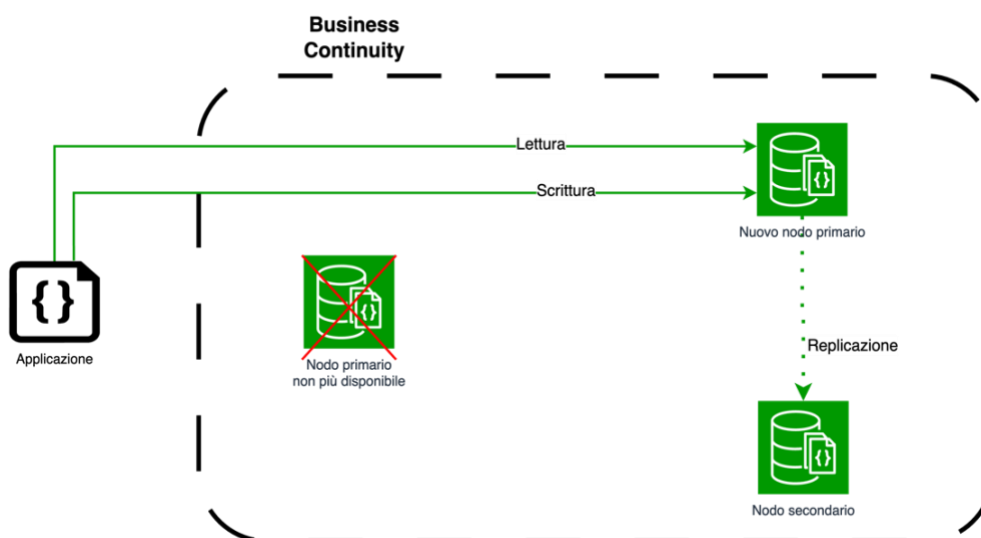 Business
Continuity
Lettura
Scrittura
Nuovo nodo primario
{}
Applicazione
Nodo primario
non più disponibile
Replicazione
Nodo secondario